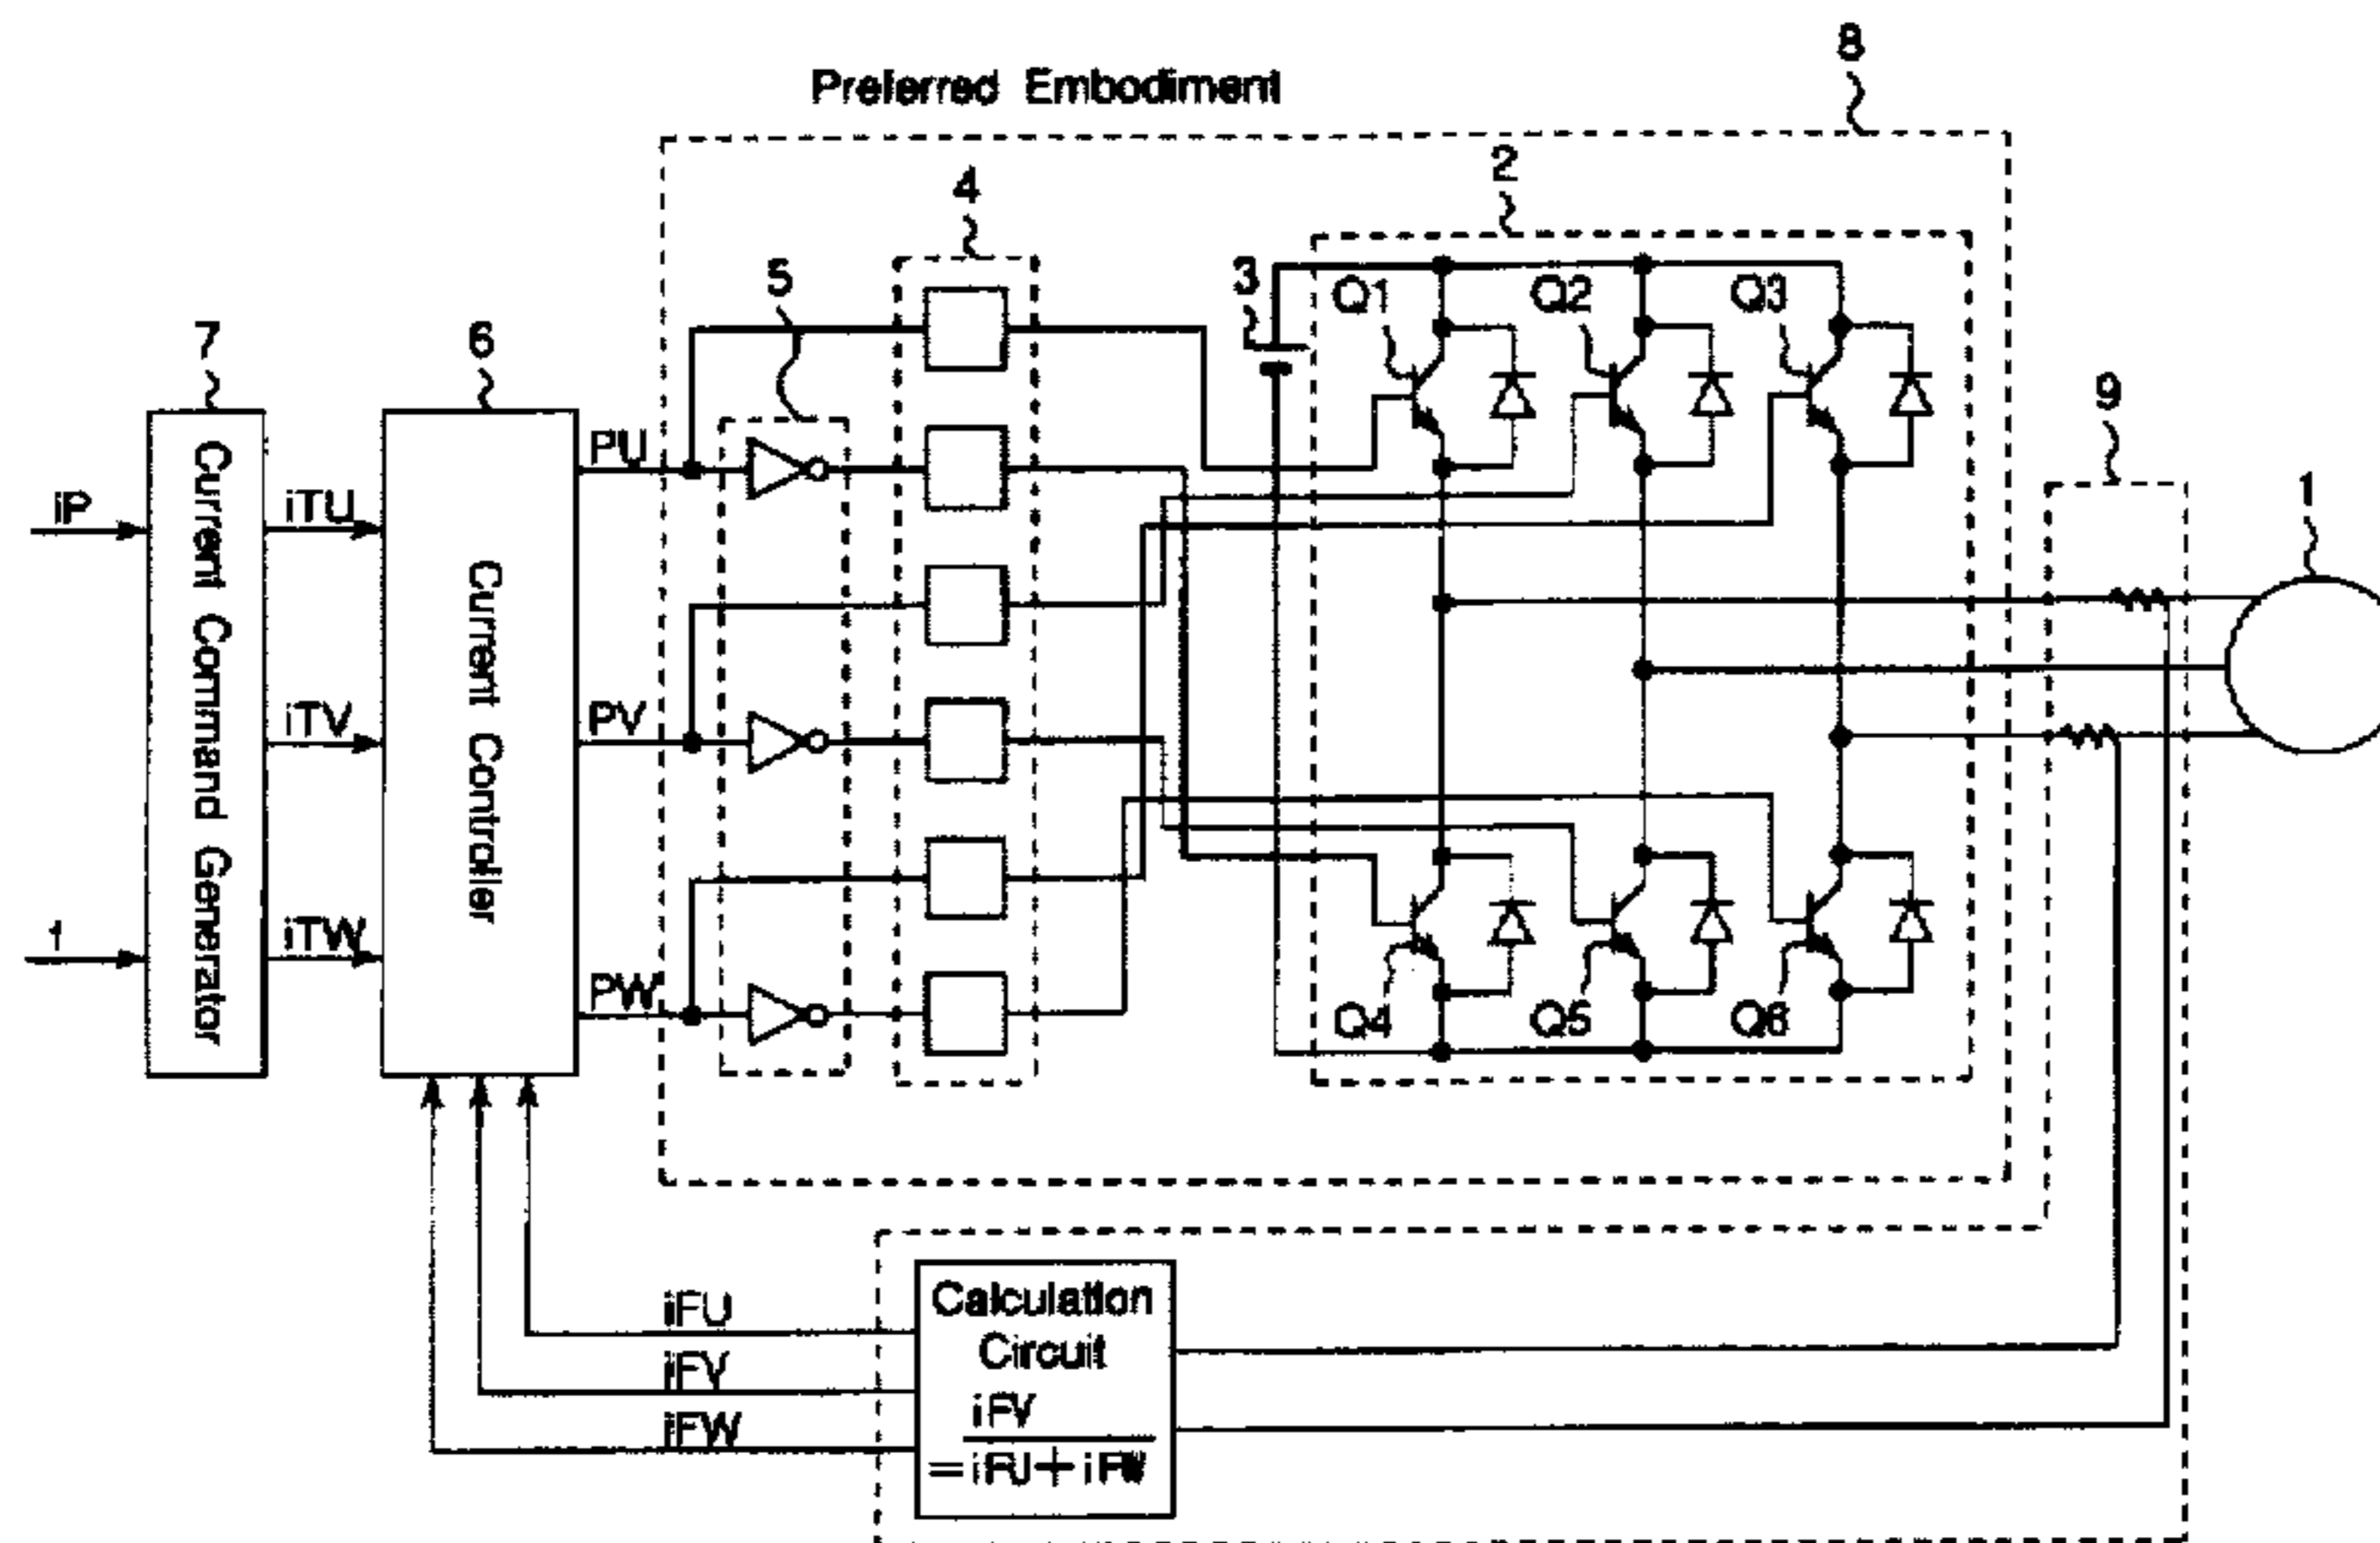 Preferred Embodiment
8
2
4
5
3
Q1
Q2
Q3
7
6
9
1
PU
iP
iTU
Current Command Generator
Current Controller
iTV
PV
iTW
1
PW
Q4
Q5
Q6
iFU
iFV
iFW
Calculation
Circuit
iFV
=iFU+iFW